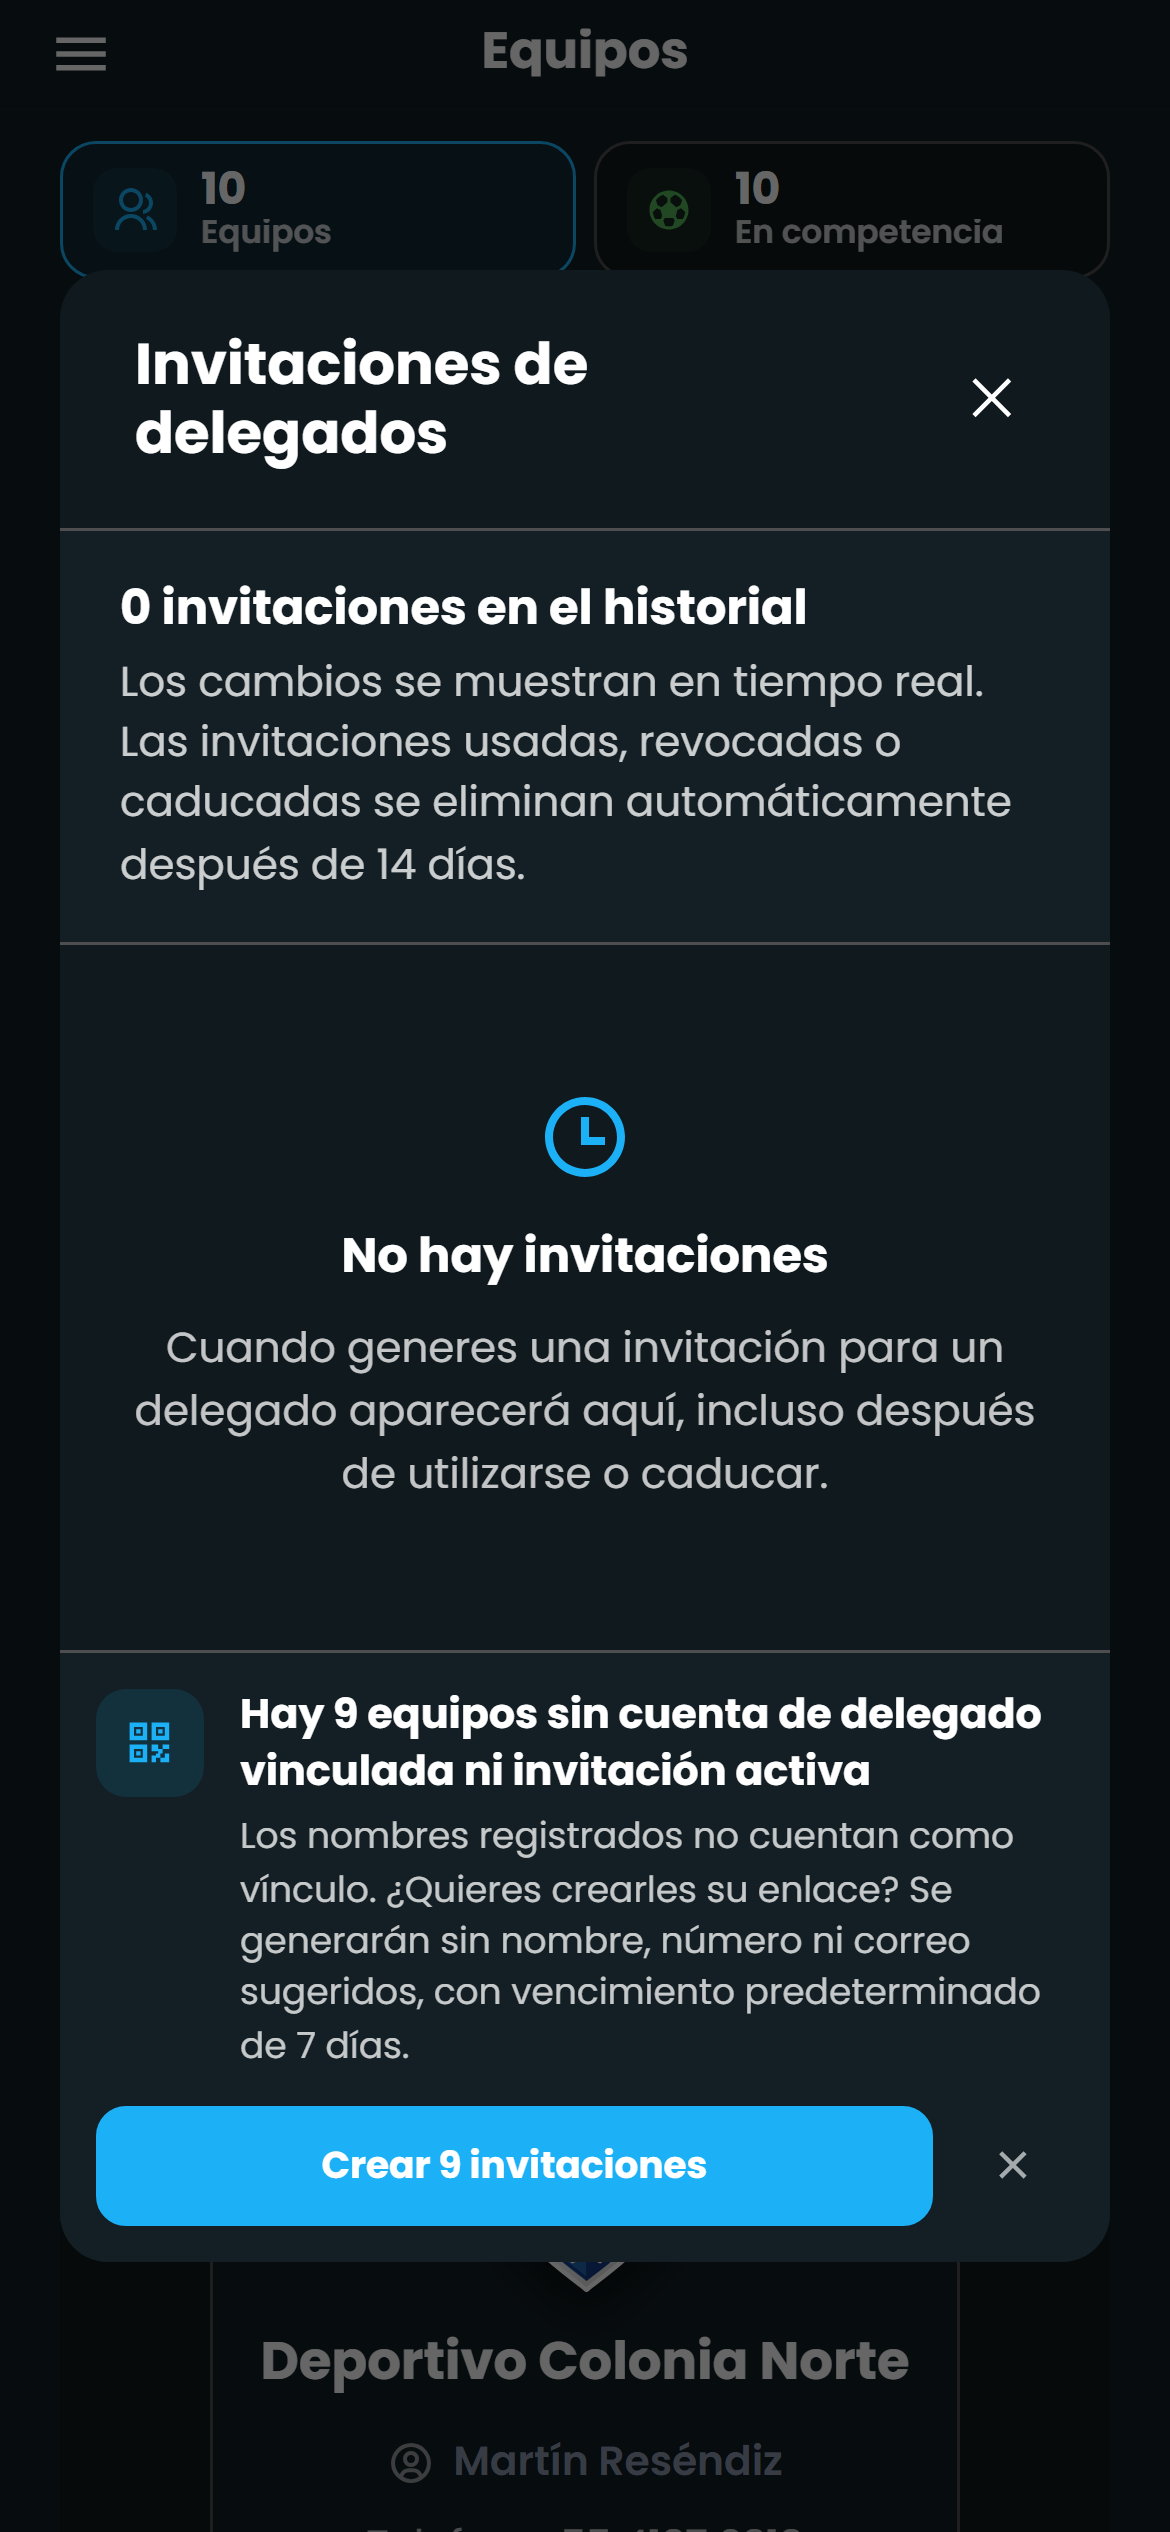 Equipos
10
Equipos
10
En competencia
Invitaciones de
delegados
0 invitaciones en el historial
Los cambios se muestran en tiempo real.
Las invitaciones usadas, revocadas o
caducadas se eliminan automáticamente
después de 14 días.
No hay invitaciones
Cuando generes una invitación para un
delegado aparecerá aquí, incluso después
de utilizarse o caducar.
Hay 9 equipos sin cuenta de delegado
vinculada ni invitación activa
Los nombres registrados no cuentan como
vínculo. ¿Quieres crearles su enlace? Se
generarán sin nombre, número ni correo
sugeridos, con vencimiento predeterminado
de 7 días.
Crear 9 invitaciones
Deportivo Colonia Norte
Martín Reséndiz